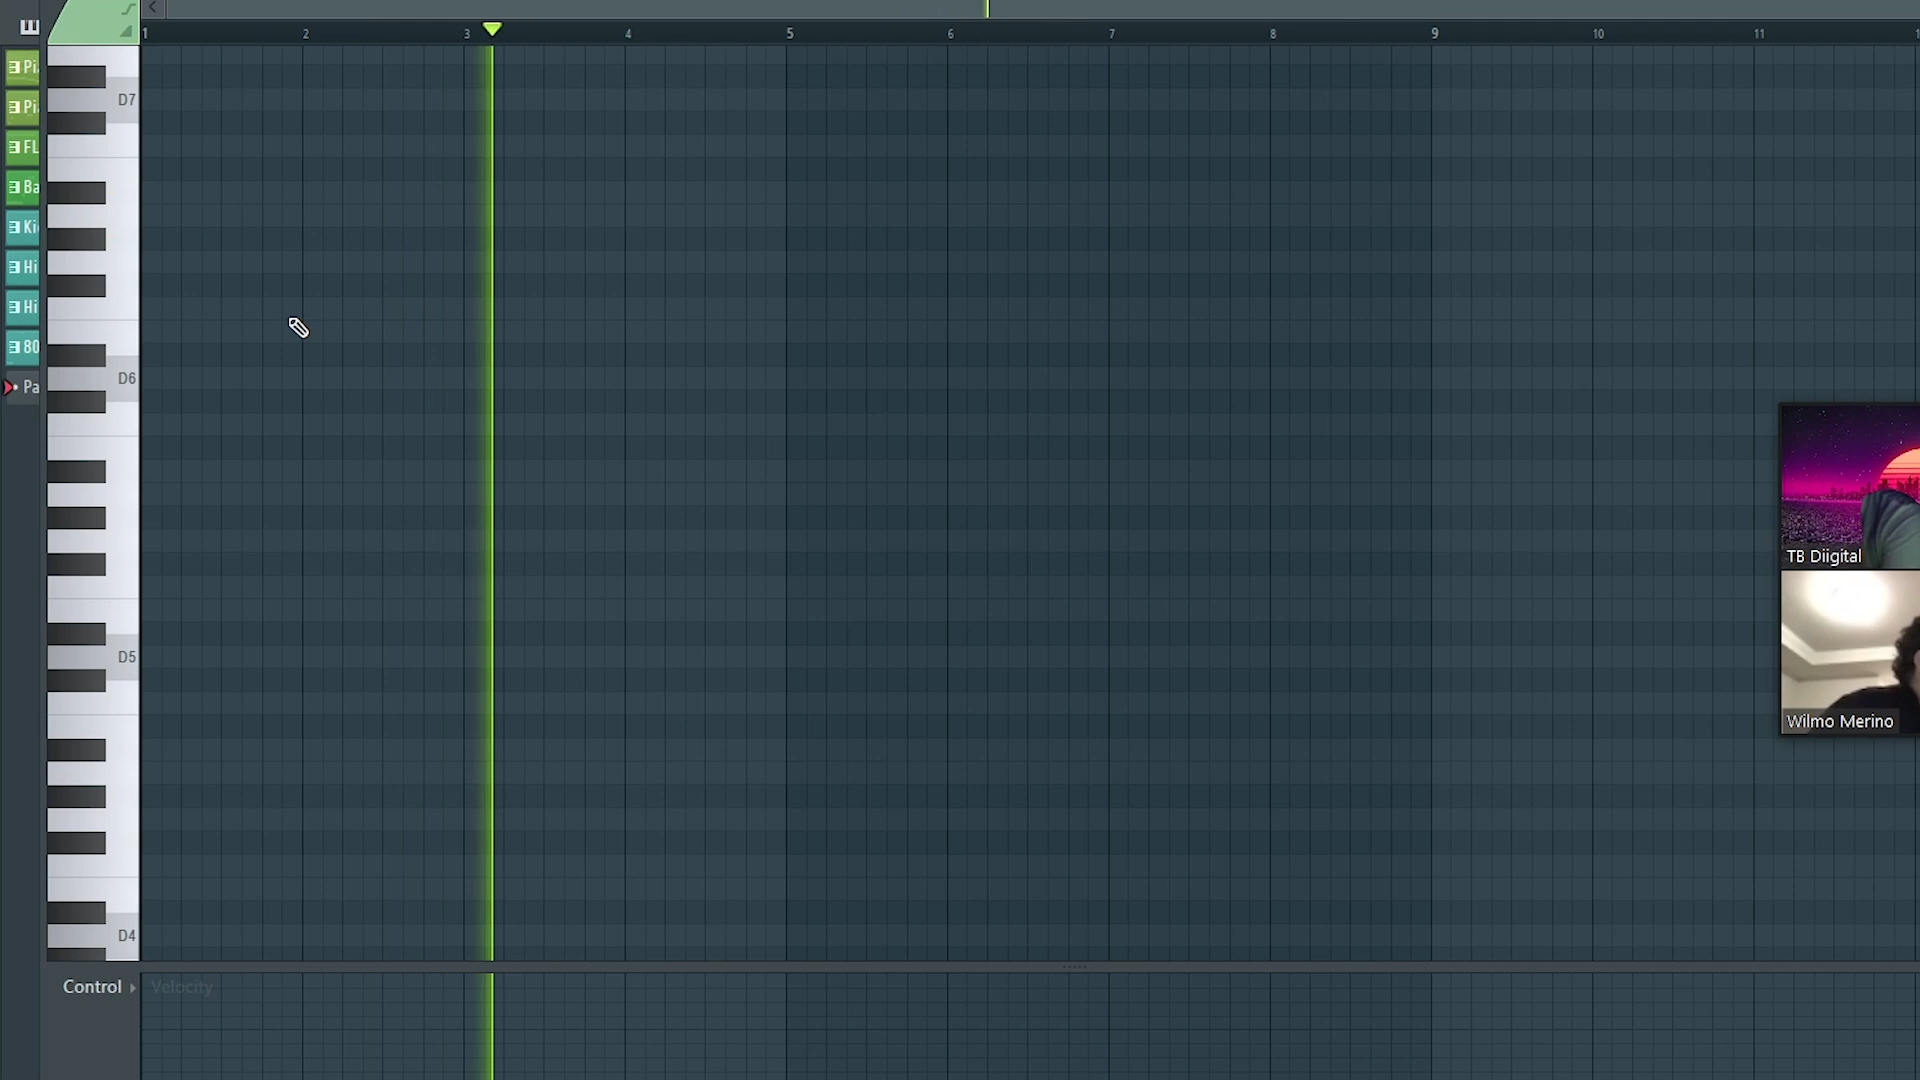 1 2 3 4 5 6 7 8 9 10 11
Pi
Pi
FL
Ba
Ki
Hi
Hi
80
Pa
D7
D6
D5
D4
TB Diigital
Wilmo Merino
Control
Velocity